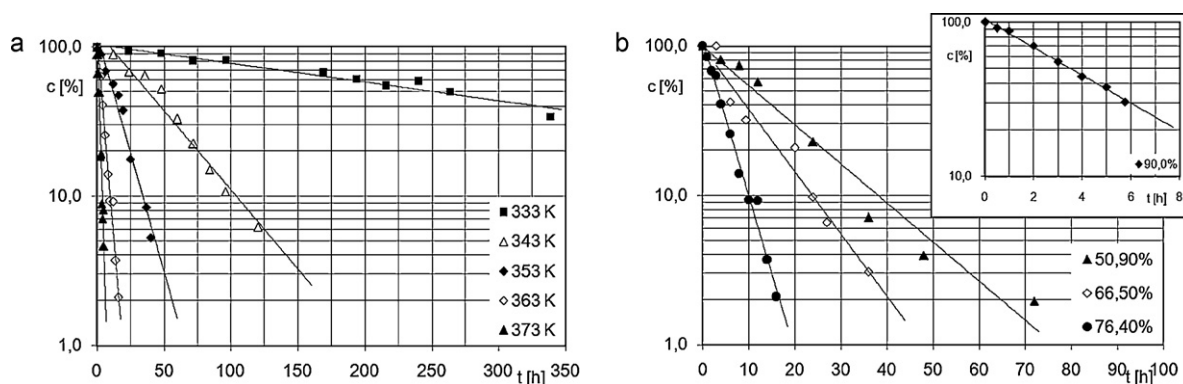 a
100,0
c [%]
10,0
1,0
0 50 100 150 200 250 300 350
t [h]
333 K
343 K
353 K
363 K
373 K
b
100,0
c [%]
10,0
1,0
0 10 20 30 40 50 60 70 80 90 100
t [h]
50,90%
66,50%
76,40%
100,0
c [%]
10,0
0 2 4 6 8
t [h]
90,0%